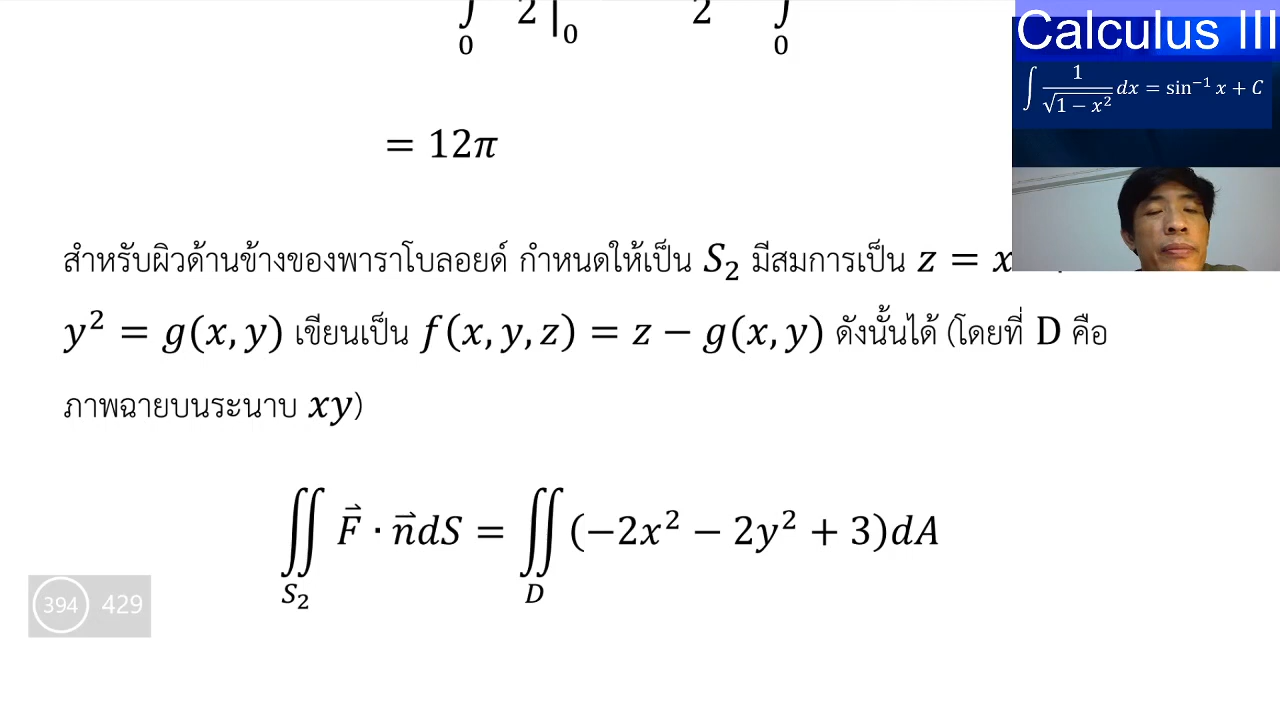 ∫ 2 |₀ 2 ∫
0 0
Calculus III
∫ 1/√(1 − x²) dx = sin⁻¹ x + C
= 12π
สำหรับผิวด้านข้างของพาราโบลอยด์ กำหนดให้เป็น S₂ มีสมการเป็น z = x
y² = g(x, y) เขียนเป็น f(x, y, z) = z − g(x, y) ดังนั้นได้ (โดยที่ D คือ
ภาพฉายบนระนาบ xy)
∬_{S₂} F⃗ · n⃗ dS = ∬_D (−2x² − 2y² + 3)dA
394 429